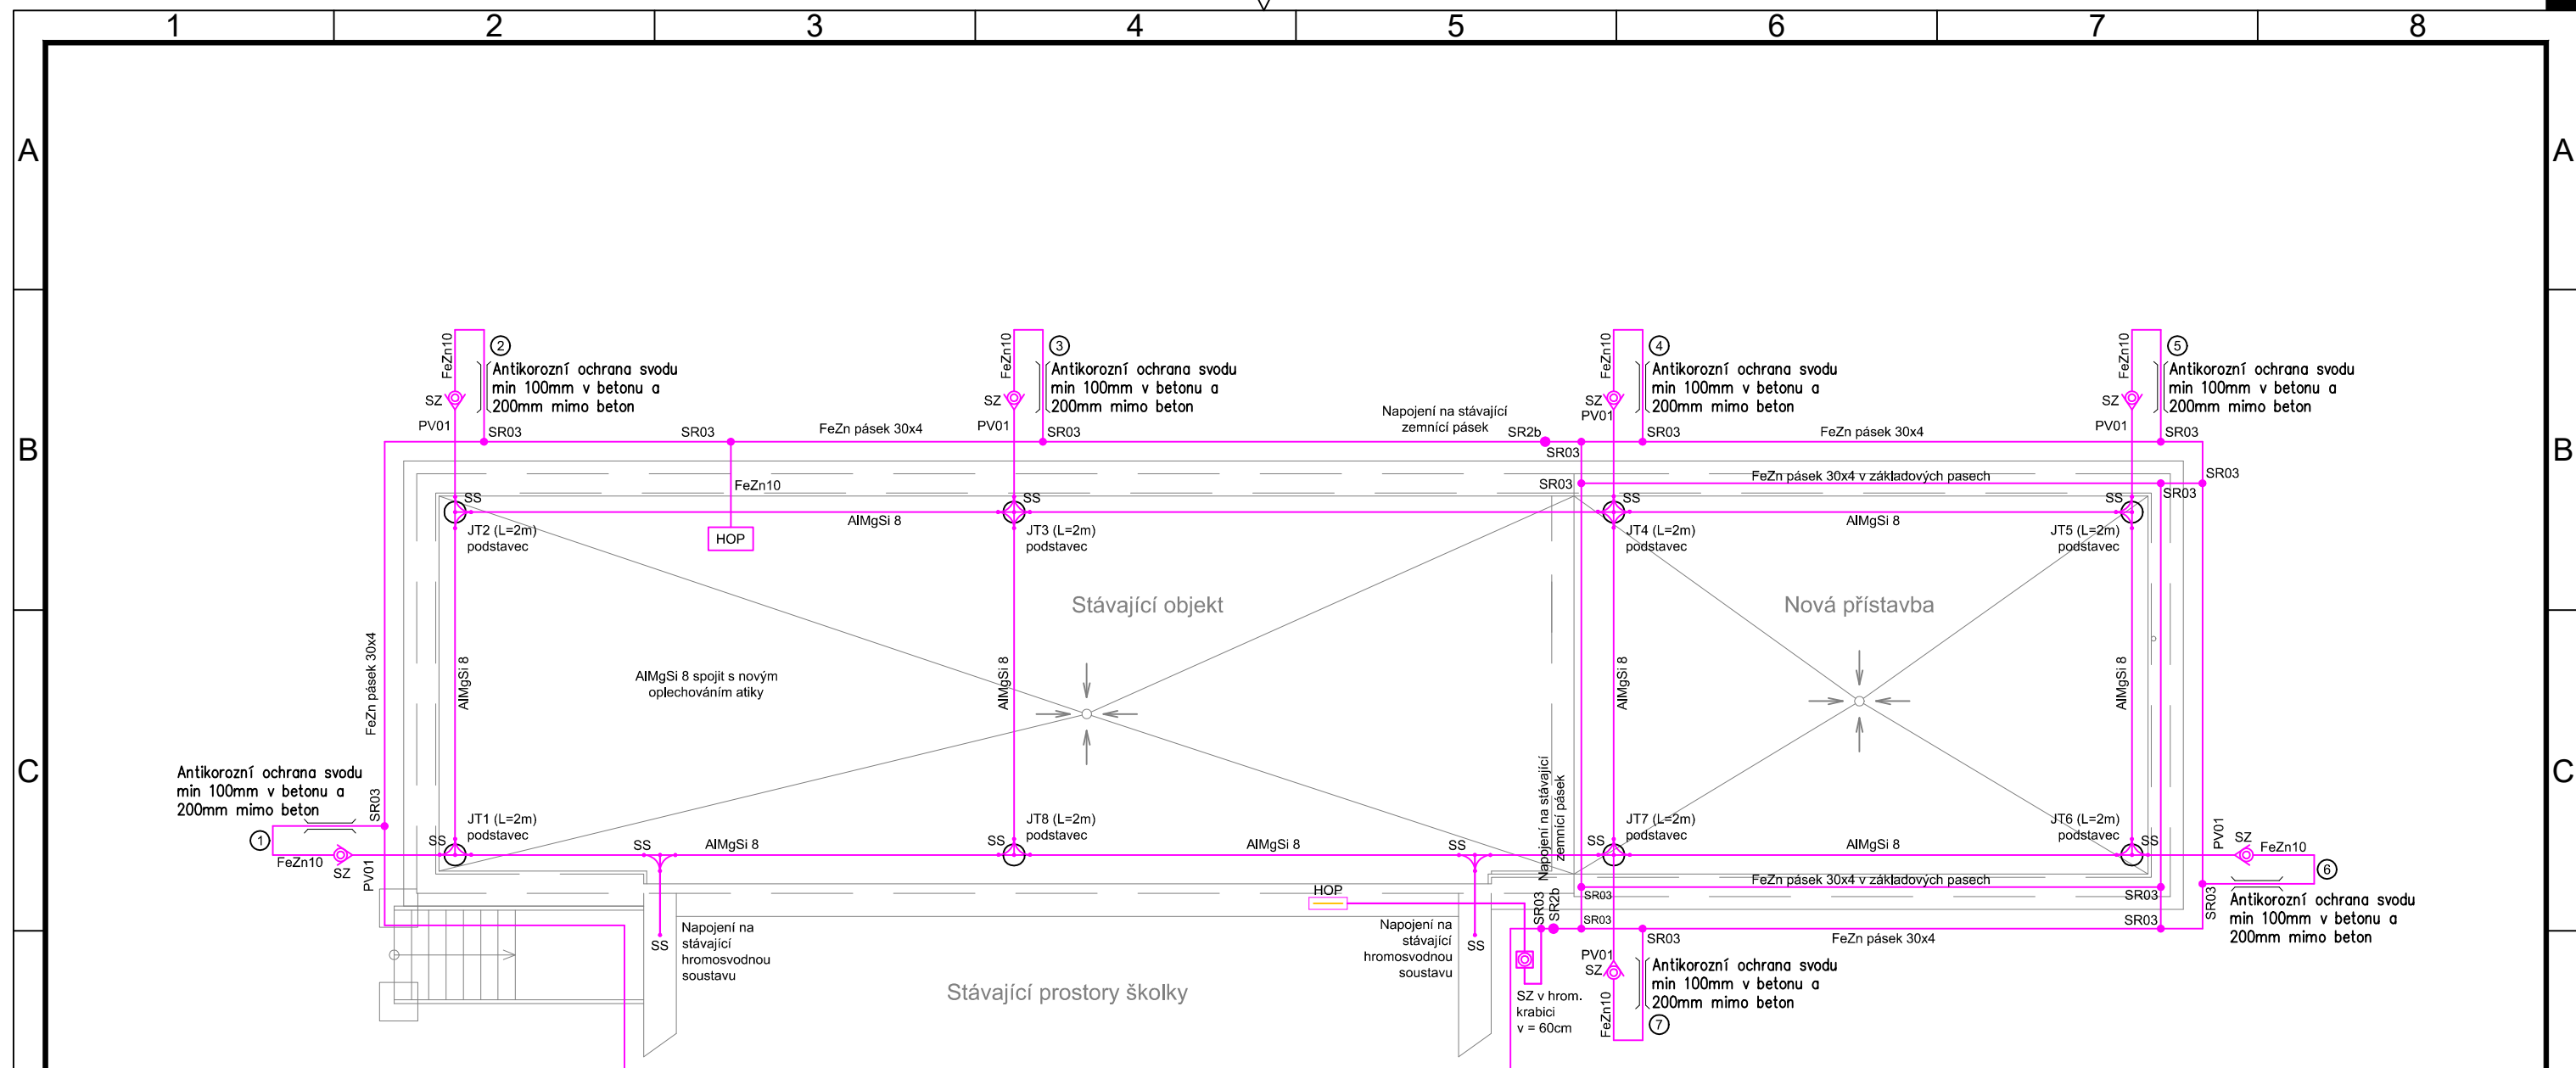 1 2 3 4 5 6 7 8
A A
FeZn10 2 FeZn10 3 FeZn10 4 FeZn10 5
Antikorozní ochrana svodu
min 100mm v betonu a
200mm mimo beton
Antikorozní ochrana svodu
min 100mm v betonu a
200mm mimo beton
Antikorozní ochrana svodu
min 100mm v betonu a
200mm mimo beton
Antikorozní ochrana svodu
min 100mm v betonu a
200mm mimo beton
SZ SZ SZ SZ
PV01 PV01 PV01 PV01
Napojení na stávající
zemnící pásek
SR03 SR03 FeZn pásek 30x4 SR03 SR2b SR03 FeZn pásek 30x4 SR03
B B
SR03
FeZn10 SR03 FeZn pásek 30x4 v základových pasech SR03 SR03
SS SS SS SS
AlMgSi 8 AlMgSi 8
JT2 (L=2m)
podstavec
HOP
JT3 (L=2m)
podstavec
JT4 (L=2m)
podstavec
JT5 (L=2m)
podstavec
Stávající objekt Nová přístavba
FeZn pásek 30x4
AlMgSi 8
AlMgSi 8 spojit s novým
oplechováním atiky
AlMgSi 8
AlMgSi 8
AlMgSi 8
C C
Antikorozní ochrana svodu
min 100mm v betonu a
200mm mimo beton
SR03
Napojení na stávající
zemnící pásek
JT1 (L=2m)
podstavec
JT8 (L=2m)
podstavec
JT7 (L=2m)
podstavec
JT6 (L=2m)
podstavec
1 SS SS AlMgSi 8 SS AlMgSi 8 SS SS AlMgSi 8 SS PV01 SZ
FeZn10 SZ PV01 FeZn10
6
FeZn pásek 30x4 v základových pasech
HOP SR03 SR2b SR03 SR03 SR03
Antikorozní ochrana svodu
min 100mm v betonu a
200mm mimo beton
SR03 SR03
SS SS
Napojení na
stávající
hromosvodnou
soustavu
Napojení na
stávající
hromosvodnou
soustavu
SR03 FeZn pásek 30x4
PV01
SZ
Antikorozní ochrana svodu
min 100mm v betonu a
200mm mimo beton
Stávající prostory školky
SZ v hrom.
krabici
v = 60cm
FeZn10
7